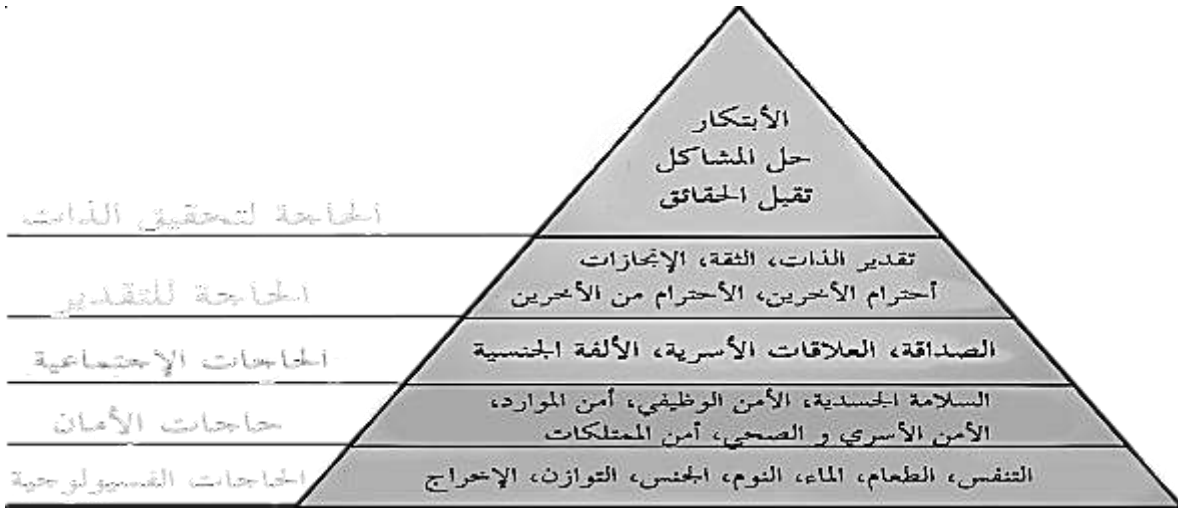 الأبتكار
حل المشاكل
تقبل الحقائق
الحاجة لتحقيق الذات
تقدير الذات، الثقة، الإنجازات
أحترام الأخرين، الأحترام من الأخرين
الحاجة للتقدير
الصداقة، العلاقات الأسرية، الألفة الجنسية
الحاجات الإجتماعية
السلامة الجسدية، الأمن الوظيفي، أمن الموارد،
الأمن الأسري و الصحي، أمن الممتلكات
حاجات الأمان
التنفس، الطعام، الماء، النوم، الجنس، التوازن، الإخراج
الحاجات الفسيولوجية